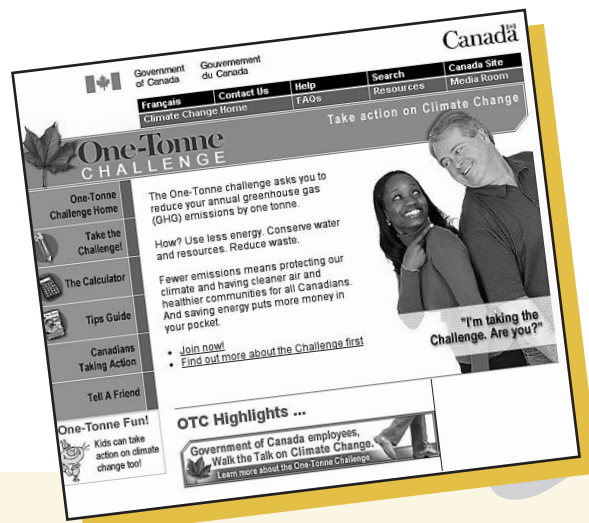 Canada
Government of Canada
Gouvernement du Canada
Français
Contact Us
Help
Search
Canada Site
Climate Change Home
FAQs
Resources
Media Room
One-Tonne
CHALLENGE
Take action on Climate Change
One-Tonne
Challenge Home
Take the
Challenge!
The Calculator
Tips Guide
Canadians
Taking Action
Tell A Friend
One-Tonne Fun!
Kids can take
action on climate
change too!
The One-Tonne challenge asks you to
reduce your annual greenhouse gas
(GHG) emissions by one tonne.
How? Use less energy. Conserve water
and resources. Reduce waste.
Fewer emissions means protecting our
climate and having cleaner air and
healthier communities for all Canadians.
And saving energy puts more money in
your pocket.
• Join now!
• Find out more about the Challenge first
"I'm taking the
Challenge. Are you?"
OTC Highlights ...
Government of Canada employees,
Walk the Talk on Climate Change.
Learn more about the One-Tonne Challenge